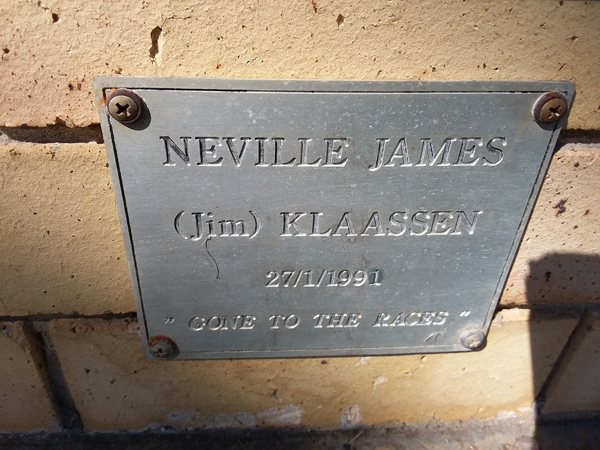 NEVILLE JAMES
(Jim) KLAASSEN
27/1/1991
" GONE TO THE RACES "